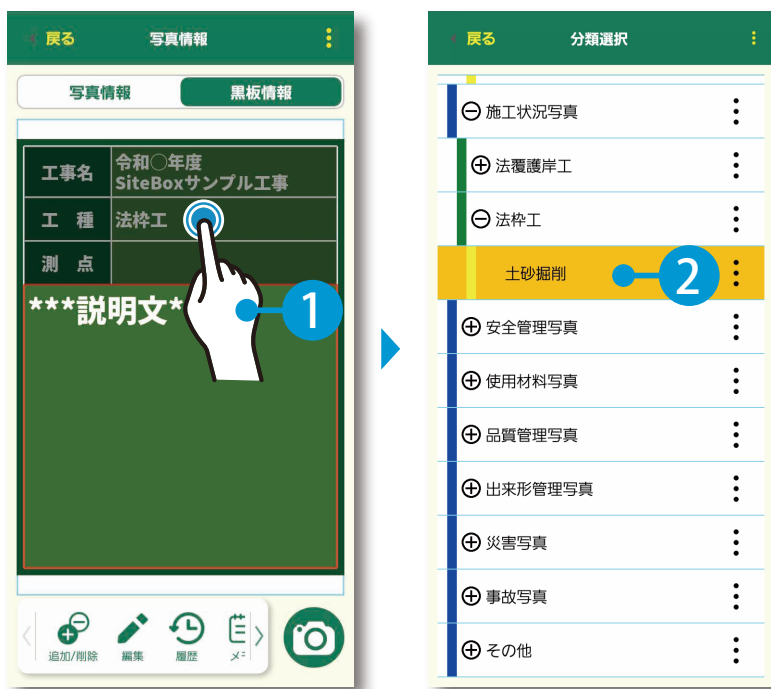 戻る
写真情報
写真情報
黒板情報
工事名
令和○年度
SiteBoxサンプル工事
工 種
法枠工
測 点
***説明文*
1
追加/削除
編集
履歴
戻る
分類選択
施工状況写真
法覆護岸工
法枠工
土砂掘削
2
安全管理写真
使用材料写真
品質管理写真
出来形管理写真
災害写真
事故写真
その他